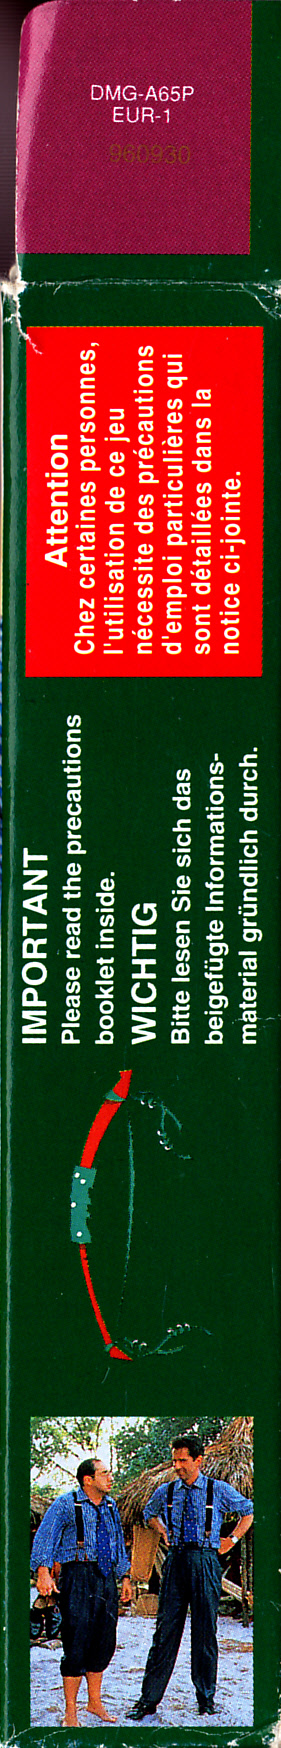 DMG-A65P
EUR-1
960930
Attention
Chez certaines personnes,
l'utilisation de ce jeu
nécessite des précautions
d'emploi particulières qui
sont détaillées dans la
notice ci-jointe.
IMPORTANT
Please read the precautions
booklet inside.
WICHTIG
Bitte lesen Sie sich das
beigefügte Informations-
material gründlich durch.